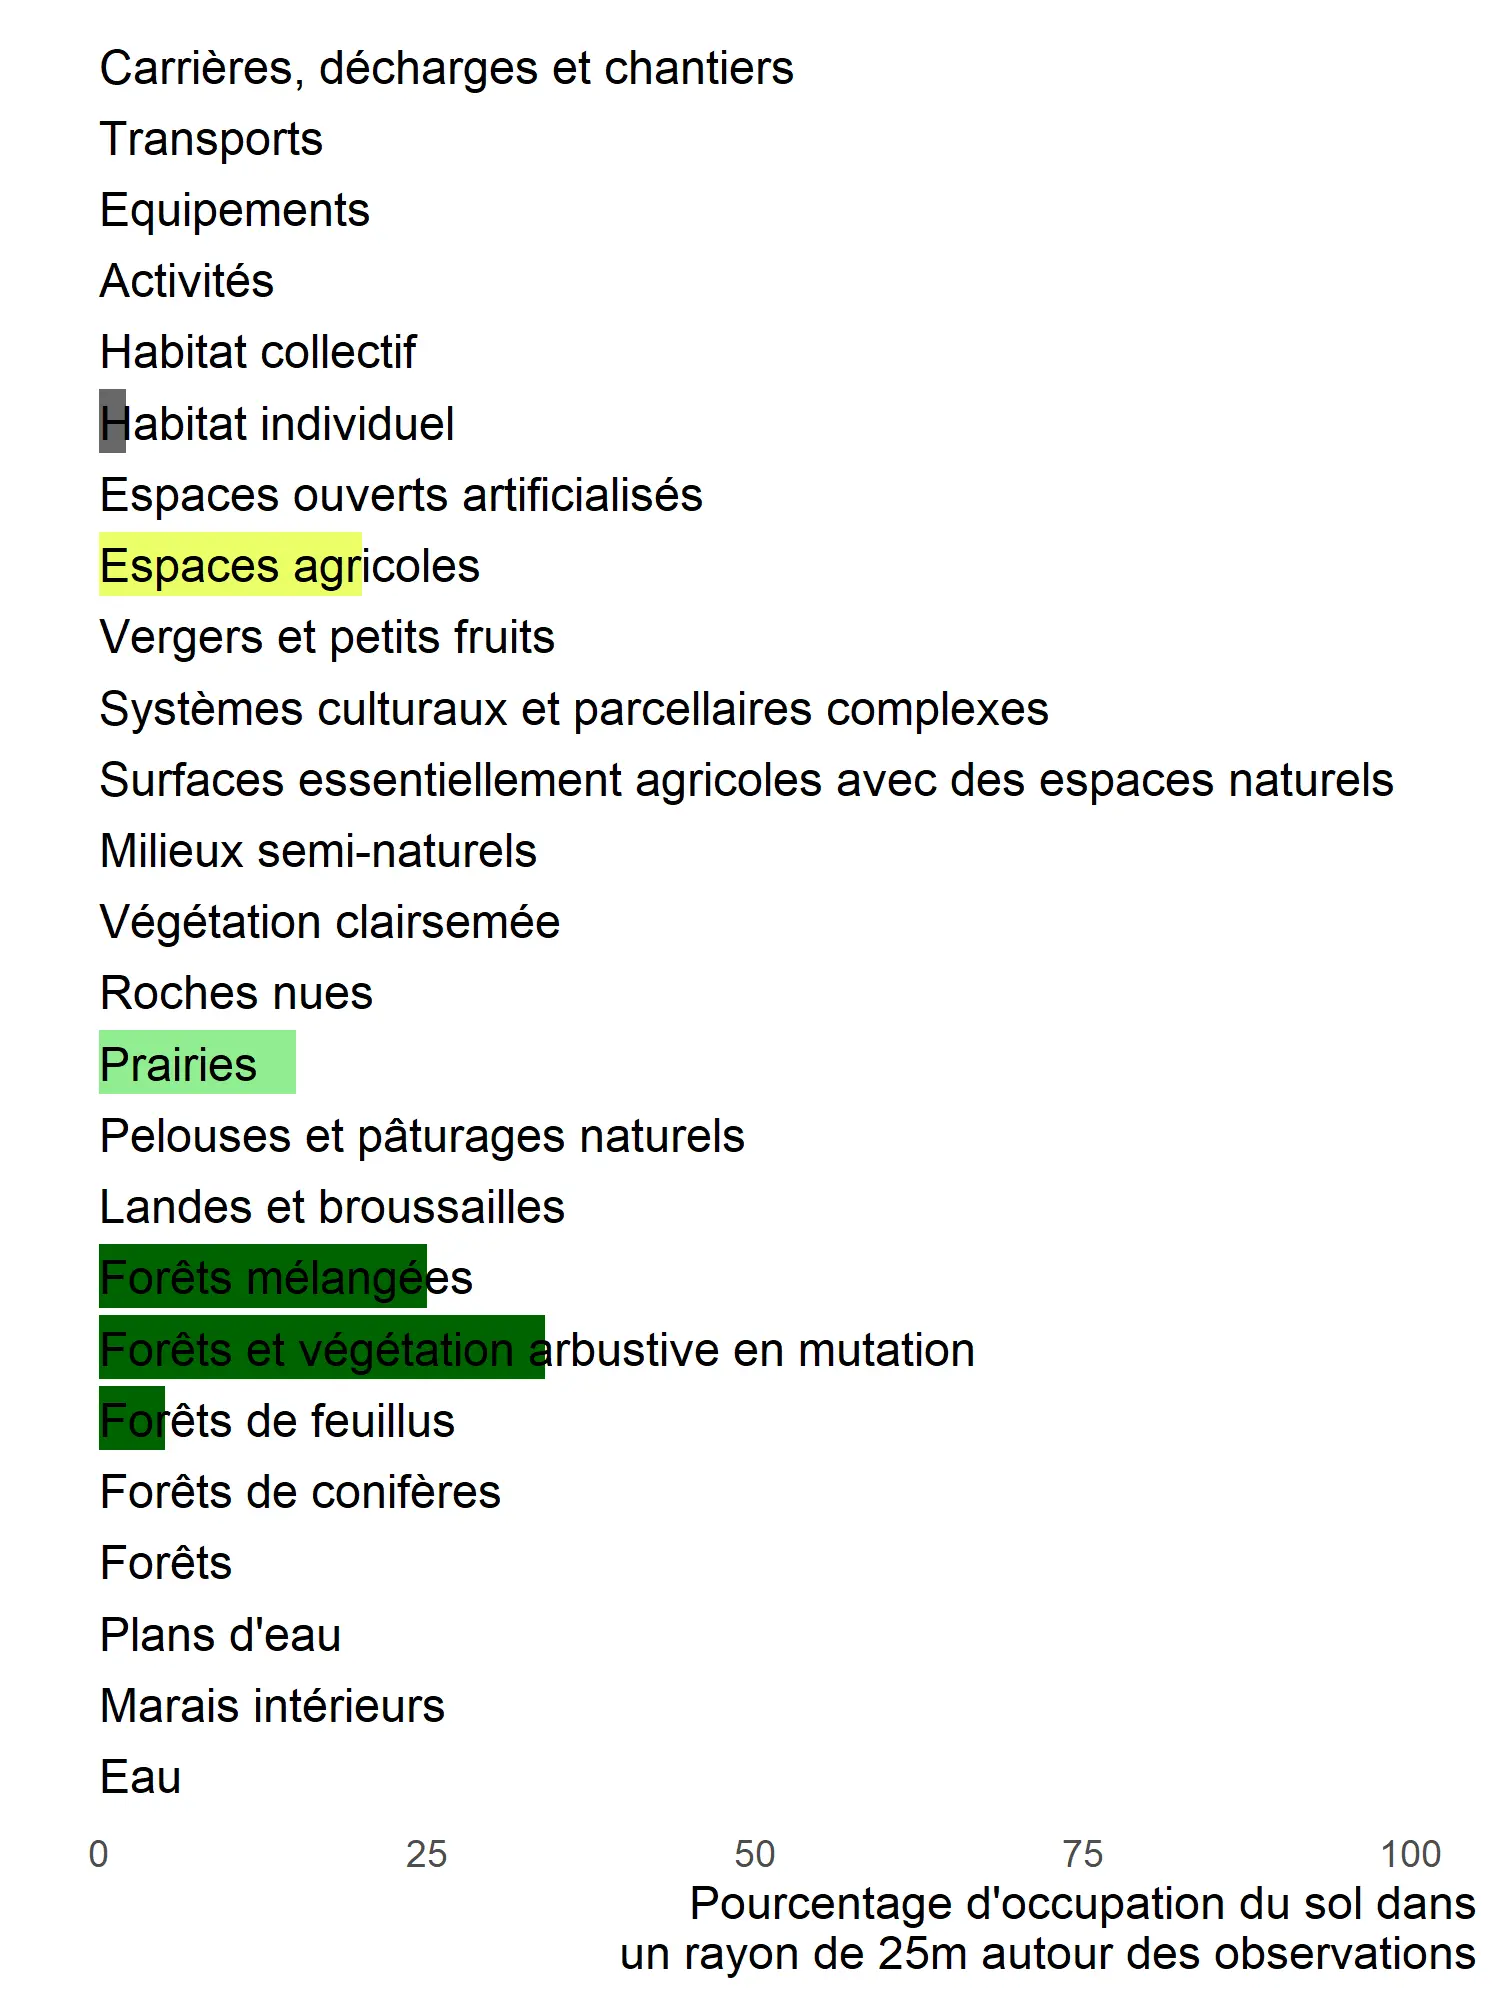 Carrières, décharges et chantiers
Transports
Equipements
Activités
Habitat collectif
Habitat individuel
Espaces ouverts artificialisés
Espaces agricoles
Vergers et petits fruits
Systèmes culturaux et parcellaires complexes
Surfaces essentiellement agricoles avec des espaces naturels
Milieux semi-naturels
Végétation clairsemée
Roches nues
Prairies
Pelouses et pâturages naturels
Landes et broussailles
Forêts mélangées
Forêts et végétation arbustive en mutation
Forêts de feuillus
Forêts de conifères
Forêts
Plans d'eau
Marais intérieurs
Eau
0 25 50 75 100
Pourcentage d'occupation du sol dans
un rayon de 25m autour des observations